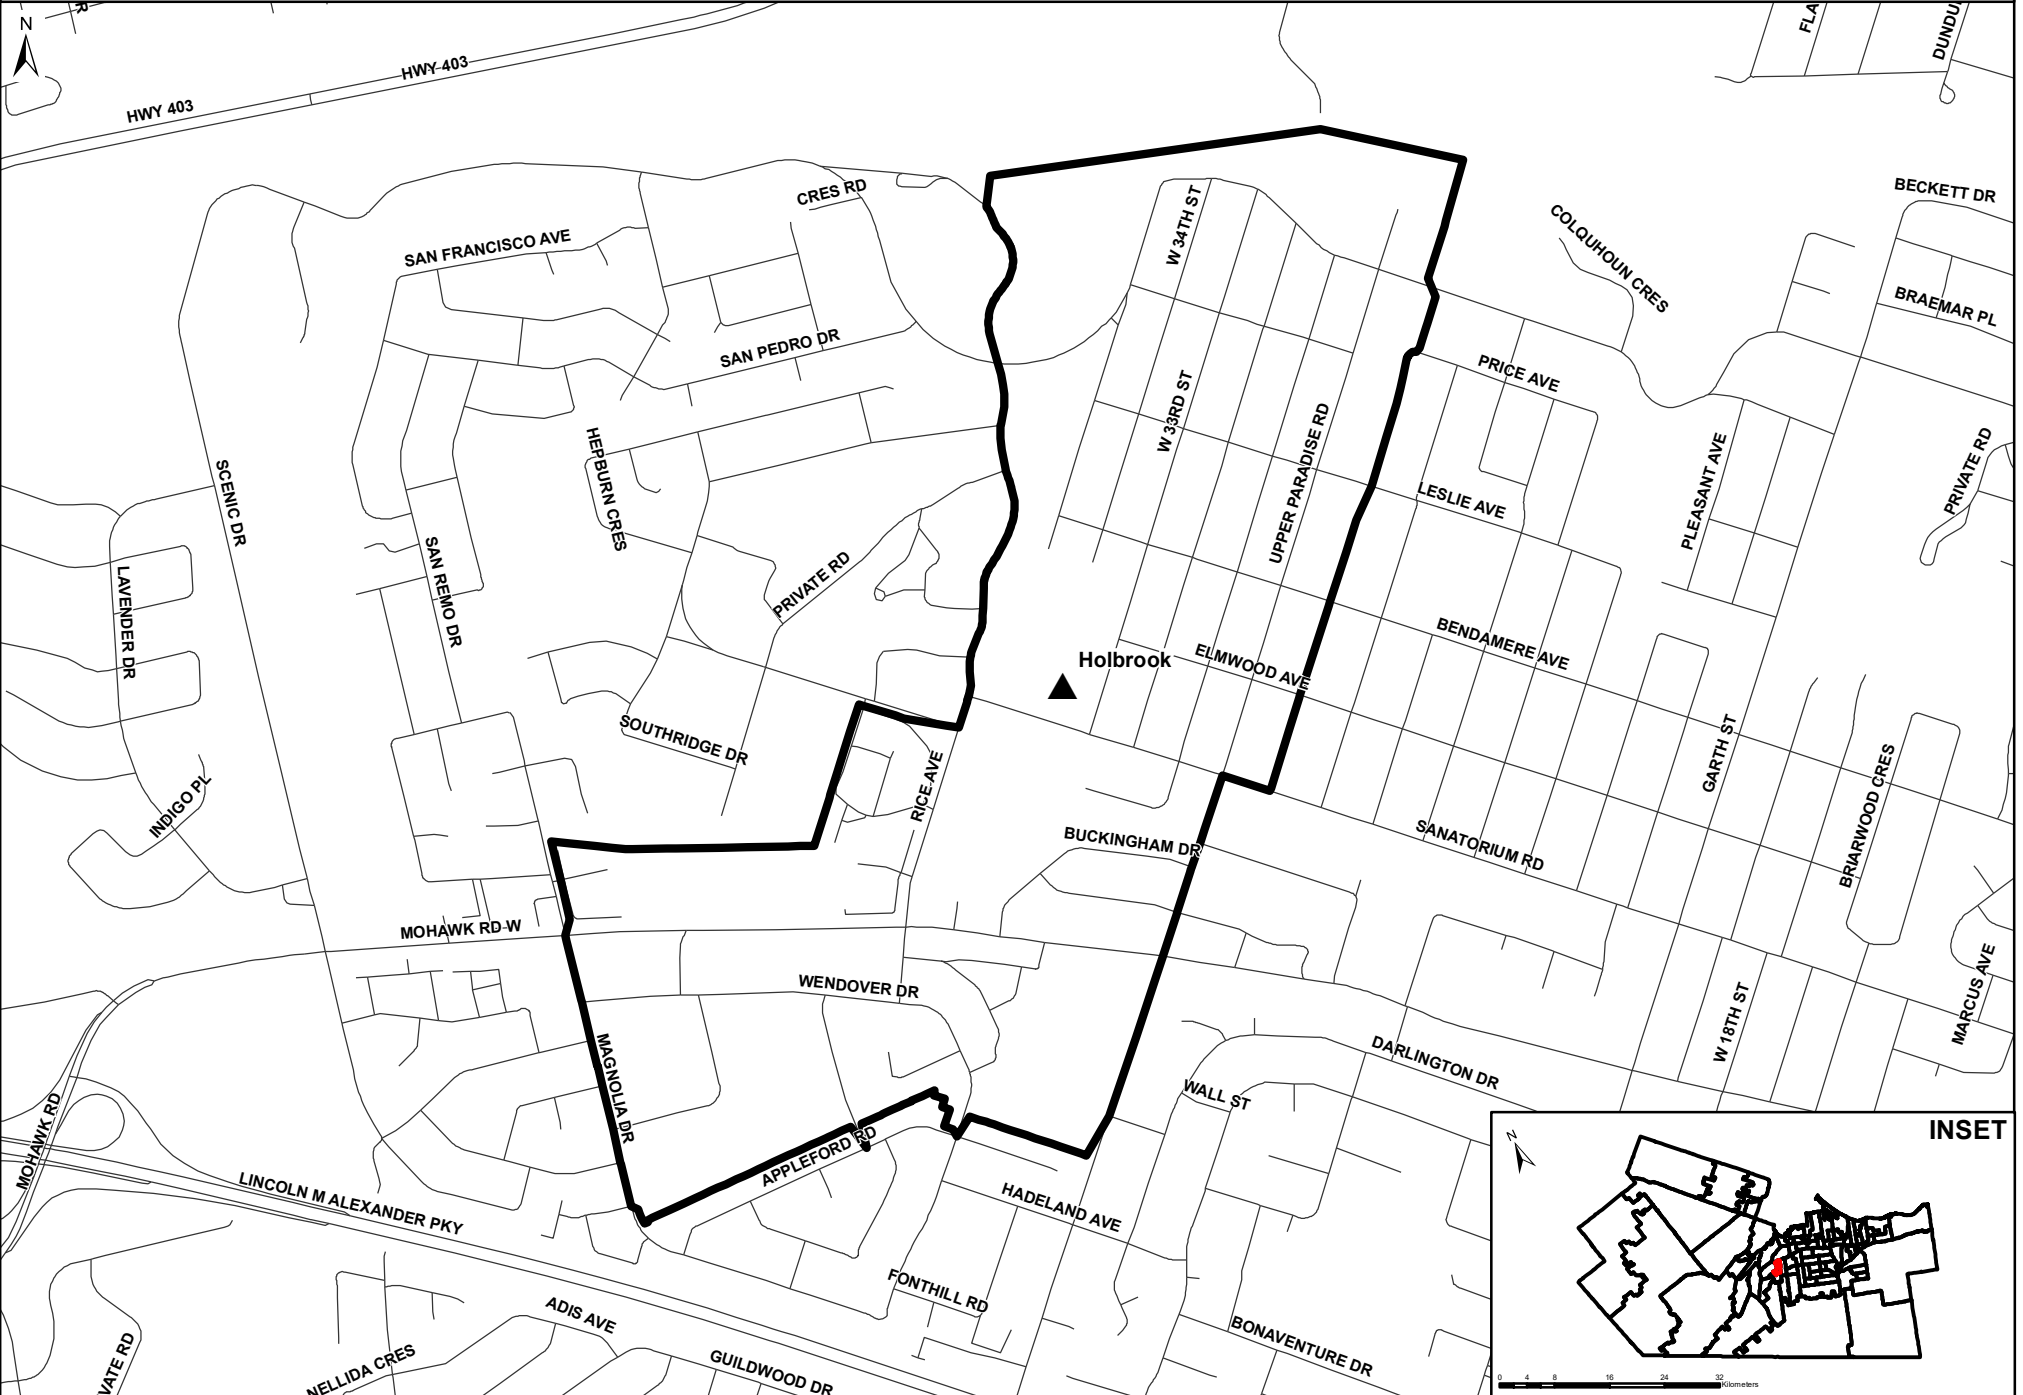 N
R
FLA
DUNDU
HWY 403
HWY 403
BECKETT DR
CRES RD
W 34TH ST
COLQUHOUN CRES
SAN FRANCISCO AVE
BRAEMAR PL
SAN PEDRO DR
PRICE AVE
W 33RD ST
UPPER PARADISE RD
HEPBURN CRES
PLEASANT AVE
PRIVATE RD
SCENIC DR
LESLIE AVE
SAN REMO DR
LAVENDER DR
PRIVATE RD
BENDAMERE AVE
Holbrook
ELMWOOD AVE
SOUTHRIDGE DR
GARTH ST
BRIARWOOD CRES
INDIGO PL
RICE AVE
BUCKINGHAM DR
SANATORIUM RD
MOHAWK RD W
WENDOVER DR
MARCUS AVE
W 18TH ST
MAGNOLIA DR
DARLINGTON DR
WALL ST
MOHAWK RD
APPLEFORD RD
LINCOLN M ALEXANDER PKY
HADELAND AVE
FONTHILL RD
ADIS AVE
BONAVENTURE DR
GUILDWOOD DR
NELLIDA CRES
VATE RD
INSET
N
0 4 8 16 24 32
Kilometers